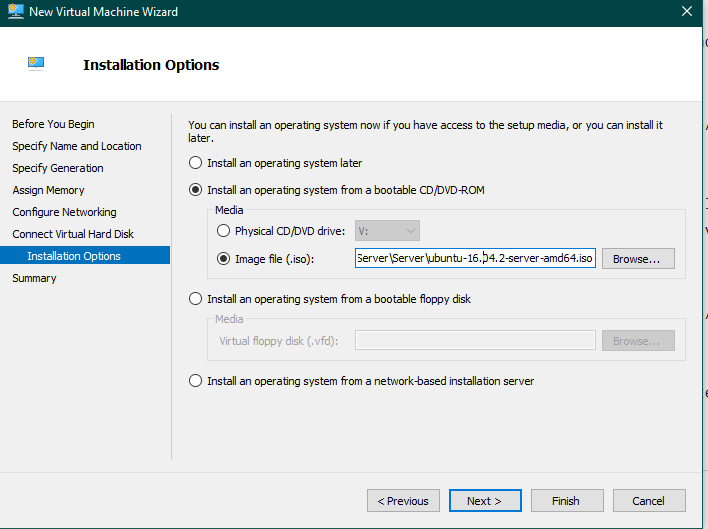 New Virtual Machine Wizard
Installation Options
Before You Begin
Specify Name and Location
Specify Generation
Assign Memory
Configure Networking
Connect Virtual Hard Disk
Installation Options
Summary
You can install an operating system now if you have access to the setup media, or you can install it
later.
Install an operating system later
Install an operating system from a bootable CD/DVD-ROM
Media
Physical CD/DVD drive: V:
Image file (.iso): Server\Server\ubuntu-16.04.2-server-amd64.iso Browse...
Install an operating system from a bootable floppy disk
Media
Virtual floppy disk (.vfd): Browse...
Install an operating system from a network-based installation server
< Previous Next > Finish Cancel